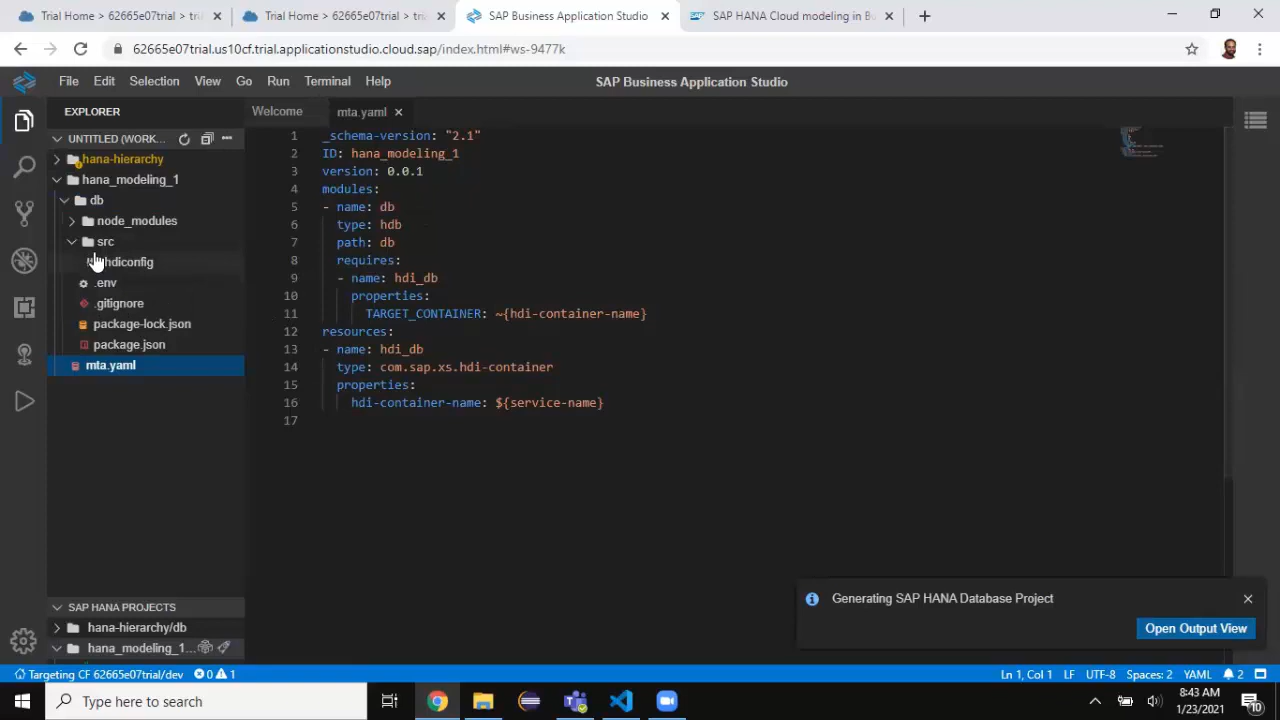 Trial Home > 62665e07trial > tru
Trial Home > 62665e07trial > tru
SAP Business Application Studio
SAP HANA Cloud modeling in Bu
62665e07trial.us10cf.trial.applicationstudio.cloud.sap/index.html#ws-9477k
File Edit Selection View Go Run Terminal Help
SAP Business Application Studio
EXPLORER
Welcome
mta.yaml
UNTITLED (WORK...
hana-hierarchy
hana_modeling_1
db
node_modules
src
.hdiconfig
.env
.gitignore
package-lock.json
package.json
mta.yaml
1 _schema-version: "2.1"
2 ID: hana_modeling_1
3 version: 0.0.1
4 modules:
5 - name: db
6 type: hdb
7 path: db
8 requires:
9 - name: hdi_db
10 properties:
11 TARGET_CONTAINER: ~{hdi-container-name}
12 resources:
13 - name: hdi_db
14 type: com.sap.xs.hdi-container
15 properties:
16 hdi-container-name: ${service-name}
17
SAP HANA PROJECTS
hana-hierarchy/db
hana_modeling_1...
Generating SAP HANA Database Project
Open Output View
Targeting CF 62665e07trial/dev 0 1
Ln 1, Col 1 LF UTF-8 Spaces: 2 YAML 2
Type here to search
8:43 AM
1/23/2021
10